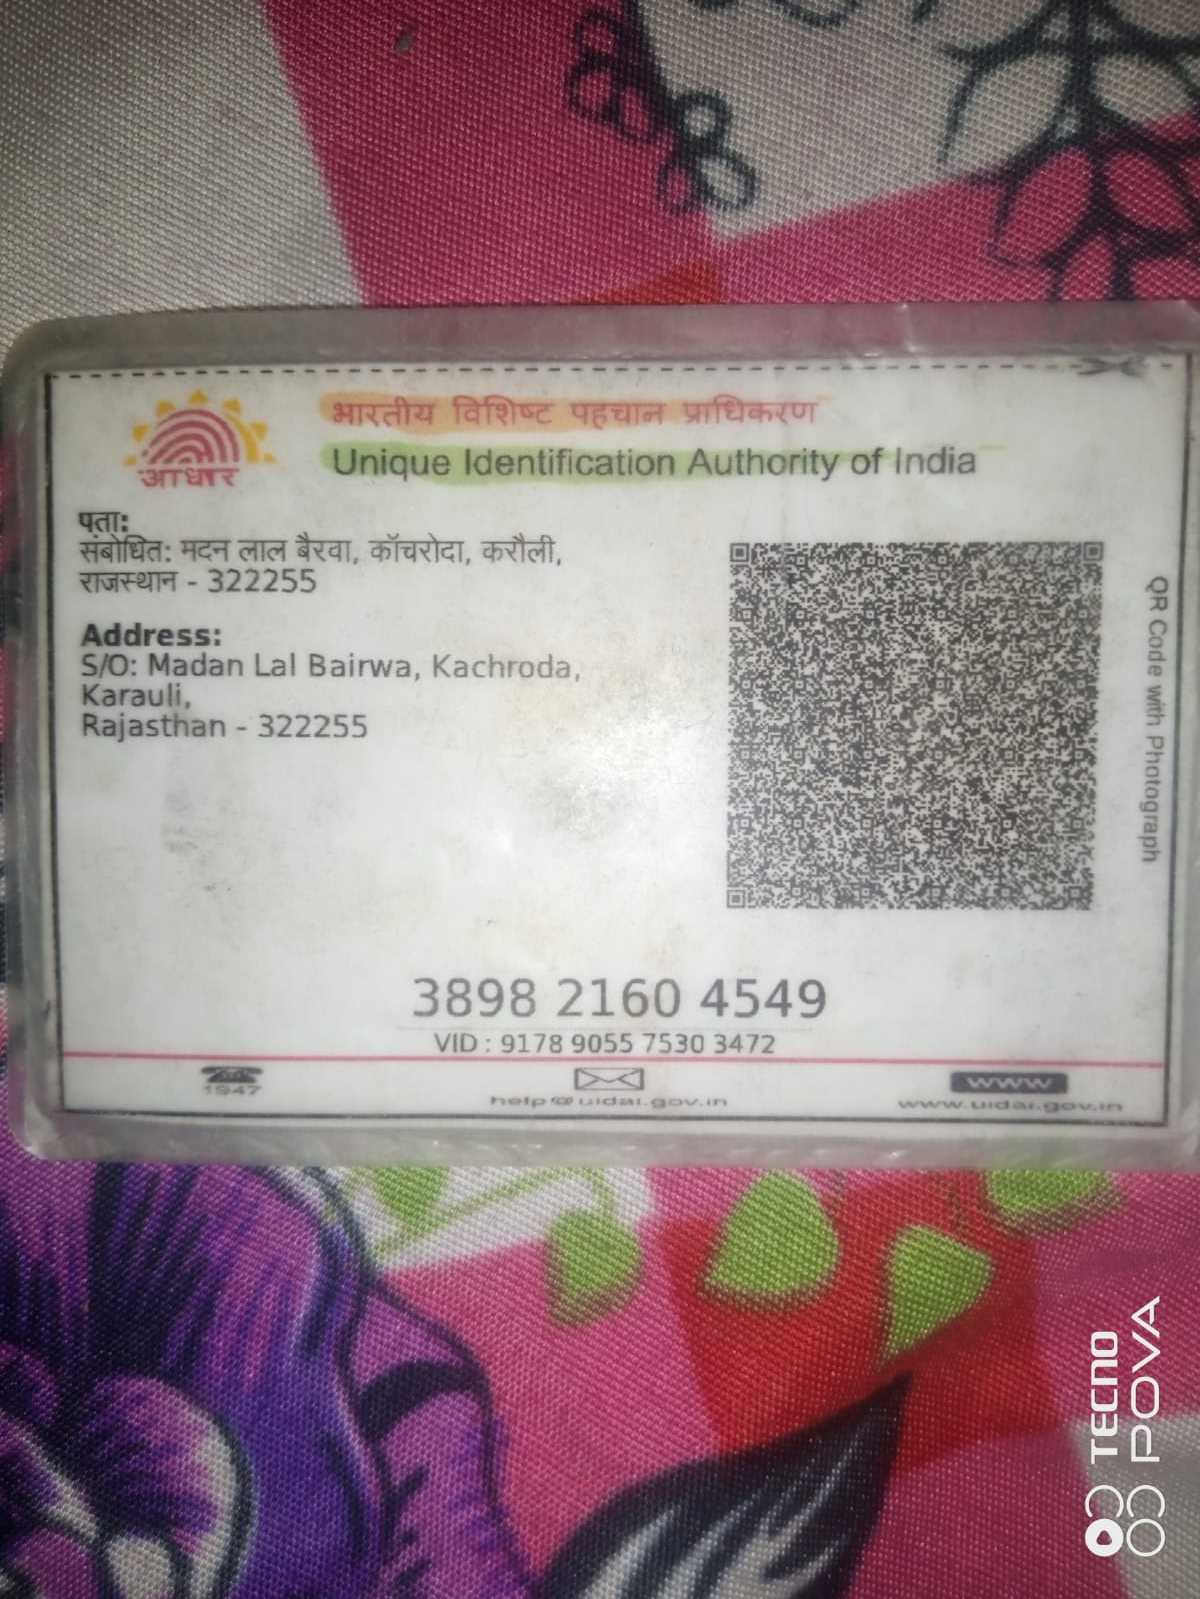 भारतीय विशिष्ट पहचान प्राधिकरण
Unique Identification Authority of India
आधार
पता:
संबोधित: मदन लाल बैरवा, कॉचरोदा, करौली,
राजस्थान - 322255
Address:
S/O: Madan Lal Bairwa, Kachroda,
Karauli,
Rajasthan - 322255
QR Code with Photograph
3898 2160 4549
VID : 9178 9055 7530 3472
1947
help@uidai.gov.in
www
www.uidai.gov.in
TECNO
POVA